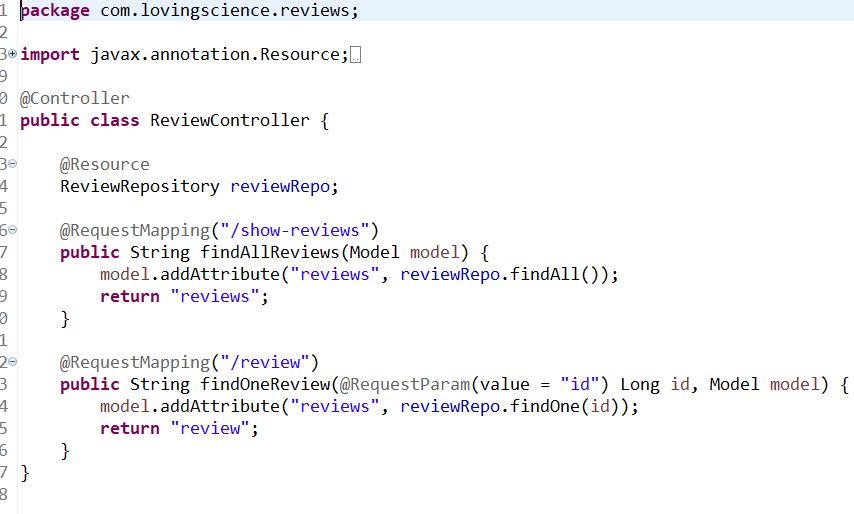 1 package com.lovingscience.reviews;
2
3 import javax.annotation.Resource;
9
0 @Controller
1 public class ReviewController {
2
3 @Resource
4 ReviewRepository reviewRepo;
5
6 @RequestMapping("/show-reviews")
7 public String findAllReviews(Model model) {
8 model.addAttribute("reviews", reviewRepo.findAll());
9 return "reviews";
0 }
1
2 @RequestMapping("/review")
3 public String findOneReview(@RequestParam(value = "id") Long id, Model model) {
4 model.addAttribute("reviews", reviewRepo.findOne(id));
5 return "review";
6 }
7 }
8